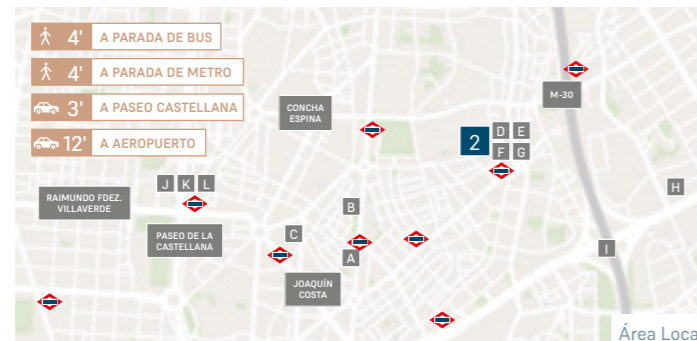 4' A PARADA DE BUS
4' A PARADA DE METRO
3' A PASEO CASTELLANA
12' A AEROPUERTO
CONCHA
ESPINA
M-30
2
D E
F G
J K L
H
RAIMUNDO FDEZ.
VILLAVERDE
B
PASEO DE LA
CASTELLANA
C
I
A
JOAQUÍN
COSTA
Área Loca